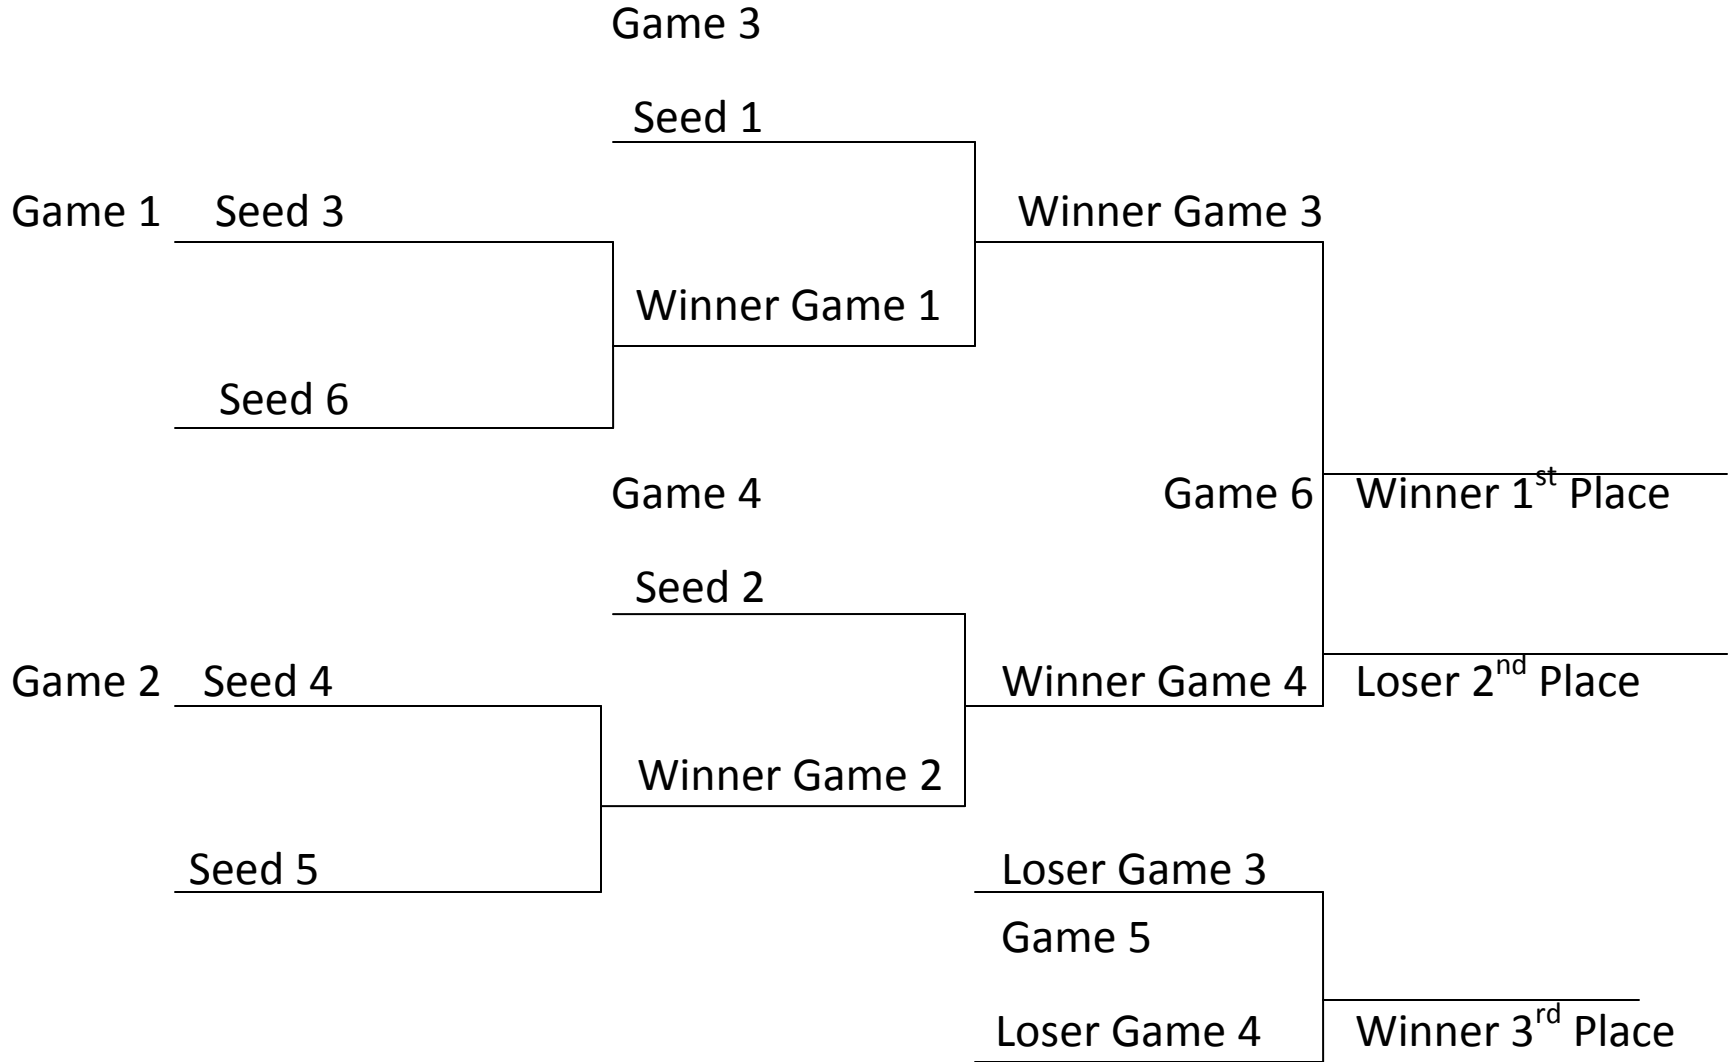 Game 3
Seed 1
Game 1 Seed 3 Winner Game 3
Winner Game 1
Seed 6
Game 4 Game 6 Winner 1st Place
Seed 2
Game 2 Seed 4 Winner Game 4 Loser 2nd Place
Winner Game 2
Seed 5 Loser Game 3
Game 5
Loser Game 4 Winner 3rd Place